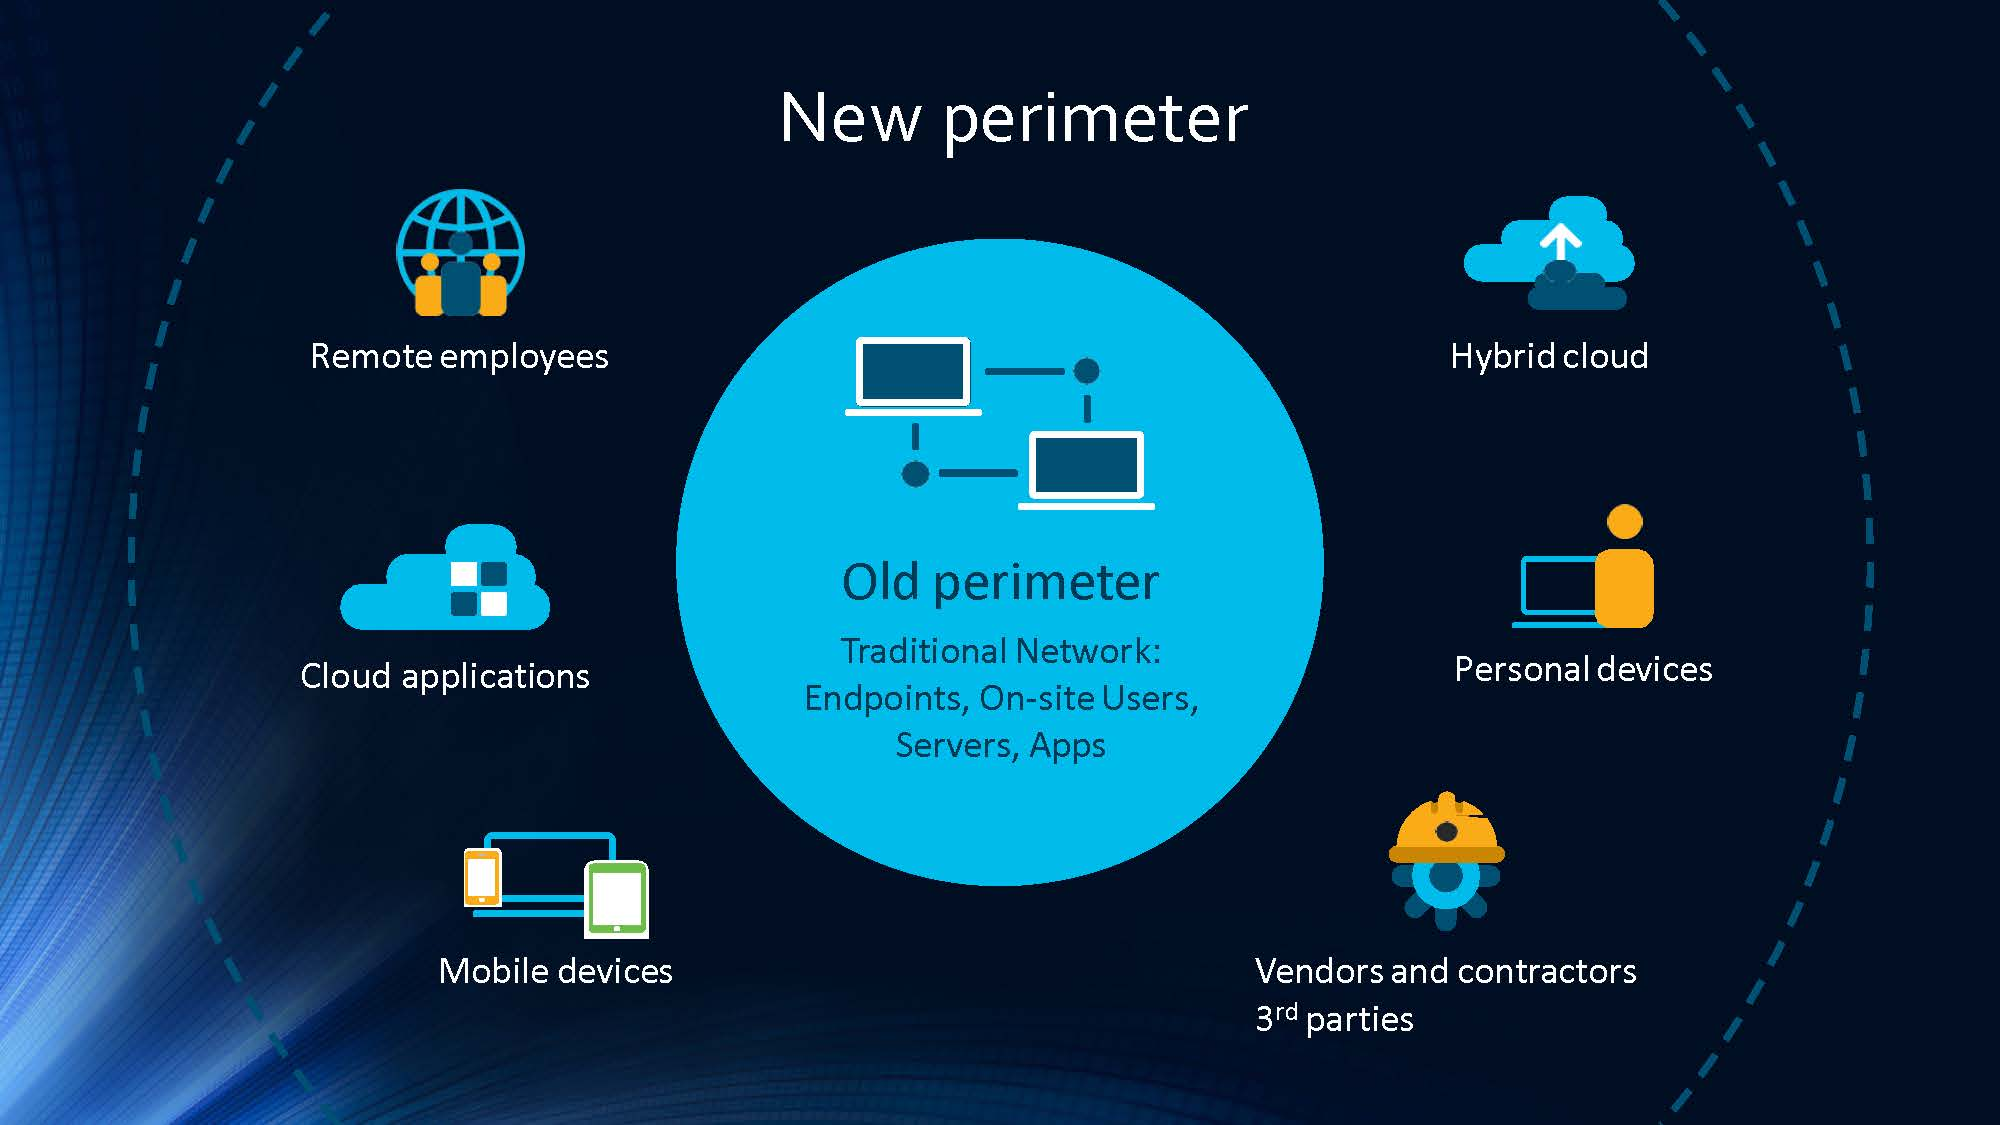 New perimeter
Remote employees
Hybrid cloud
Old perimeter
Traditional Network:
Endpoints, On-site Users,
Servers, Apps
Cloud applications
Personal devices
Mobile devices
Vendors and contractors
3rd parties